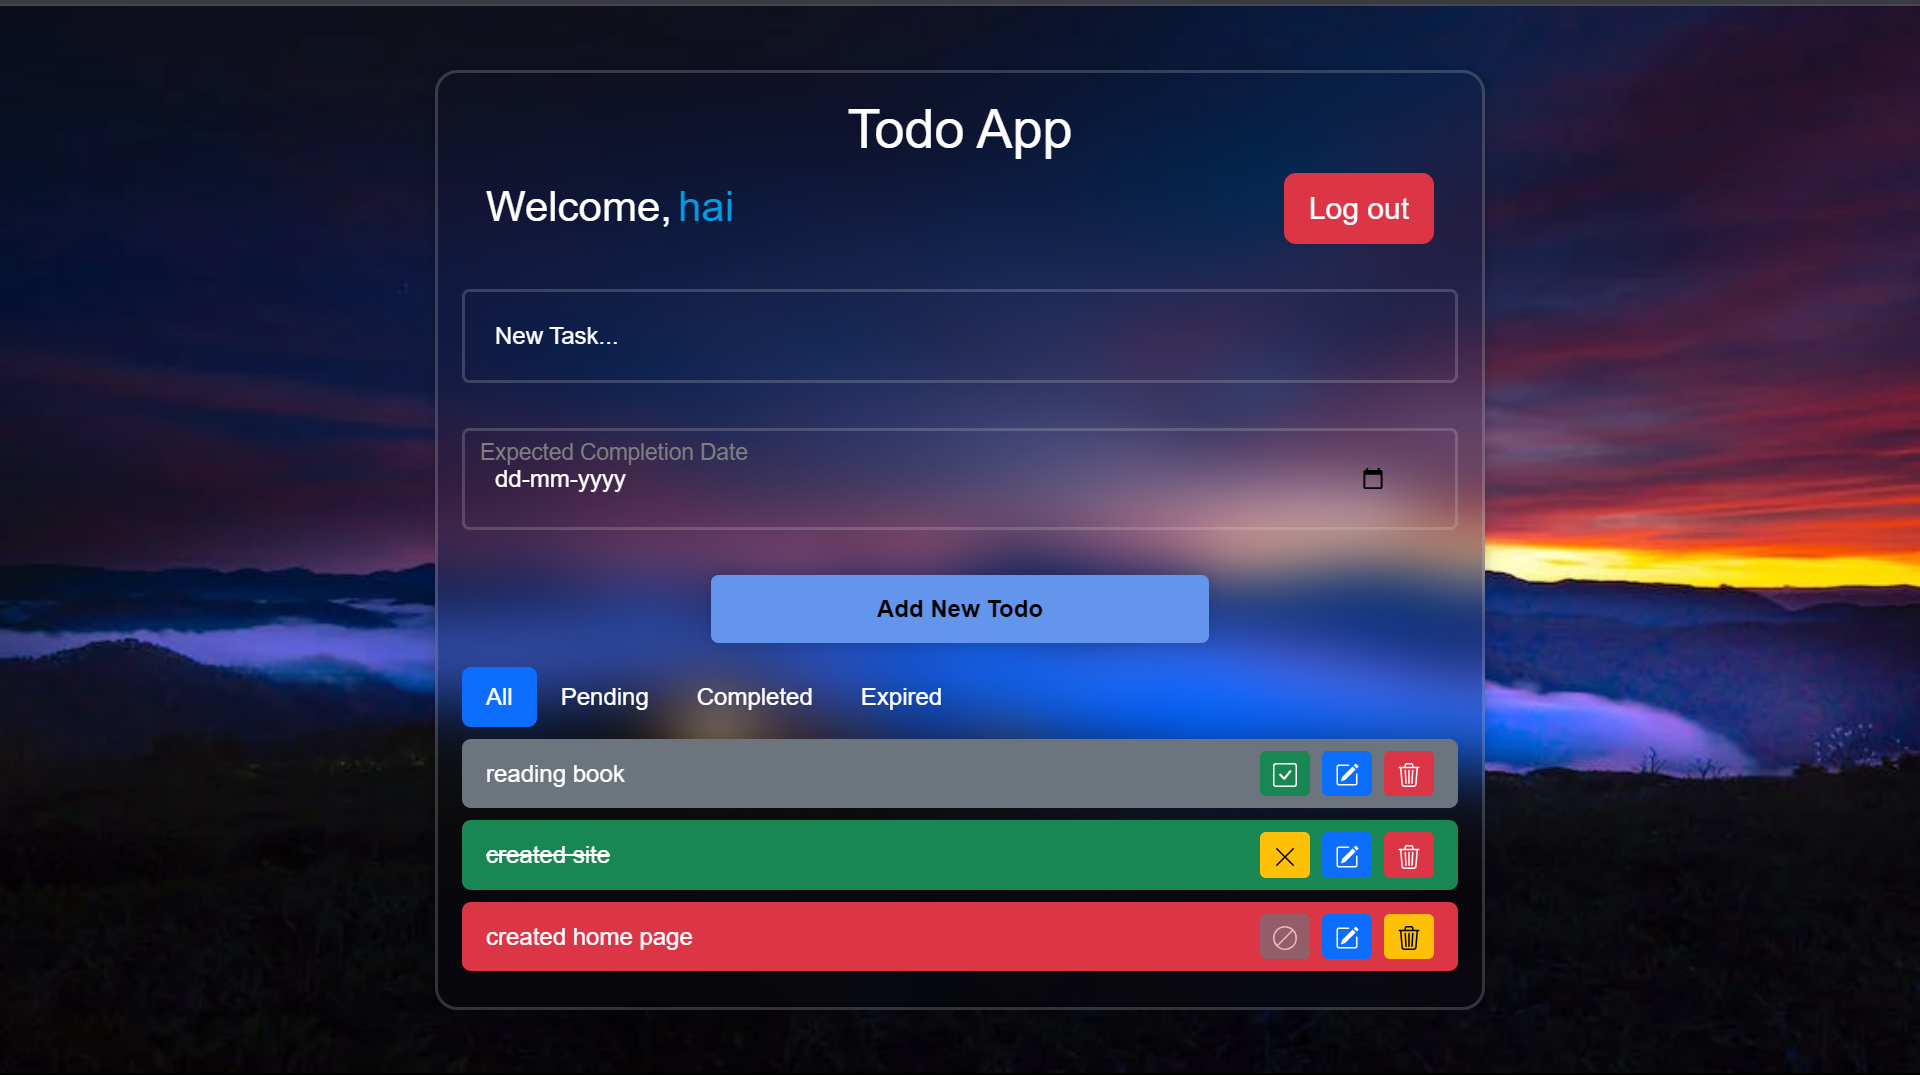 Todo App
Welcome, hai
Log out
New Task...
Expected Completion Date
dd-mm-yyyy
Add New Todo
All Pending Completed Expired
reading book
created site
created home page